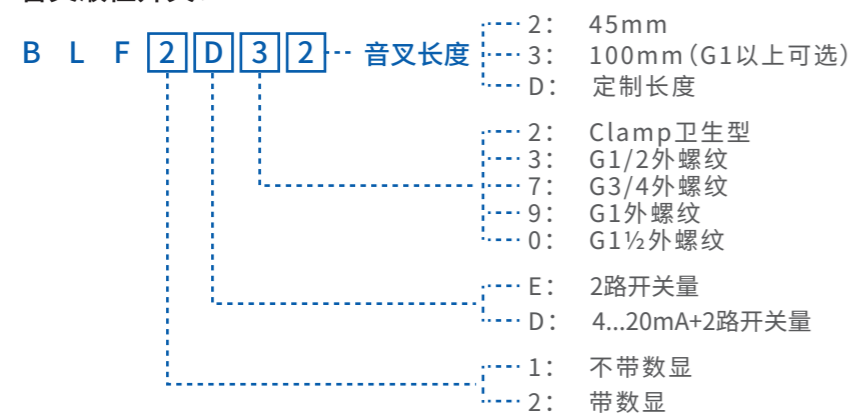 B L F 2 D 3 2 音叉长度
2: 45mm
3: 100mm(G1以上可选)
D: 定制长度
2: Clamp卫生型
3: G1/2外螺纹
7: G3/4外螺纹
9: G1外螺纹
0: G1½外螺纹
E: 2路开关量
D: 4...20mA+2路开关量
1: 不带数显
2: 带数显